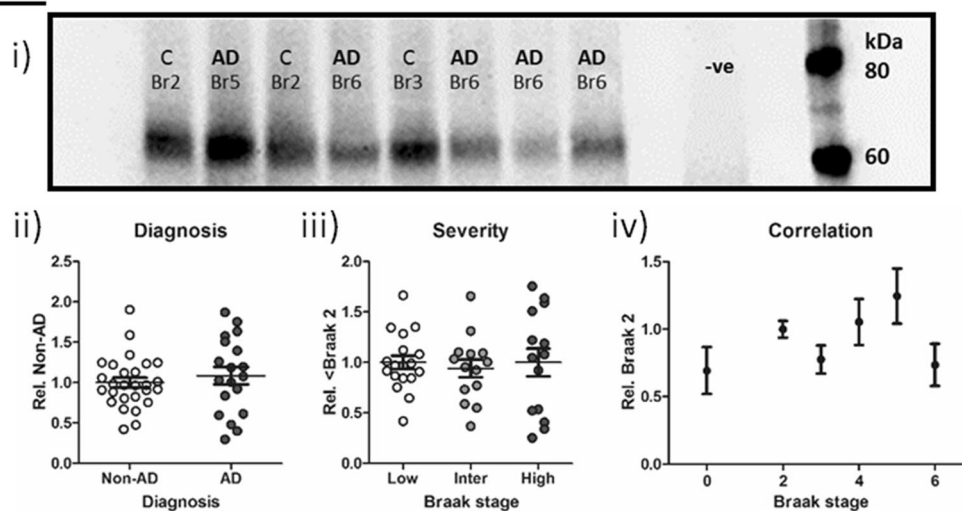 i)
C AD C AD C AD AD AD
Br2 Br5 Br2 Br6 Br3 Br6 Br6 Br6
-ve
kDa
80
60
ii)
Diagnosis
Rel. Non-AD
2.5
2.0
1.5
1.0
0.5
0.0
Non-AD AD
Diagnosis
iii)
Severity
Rel. <Braak 2
2.0
1.5
1.0
0.5
0.0
Low Inter High
Braak stage
iv)
Correlation
Rel. Braak 2
1.5
1.0
0.5
0.0
0 2 4 6
Braak stage